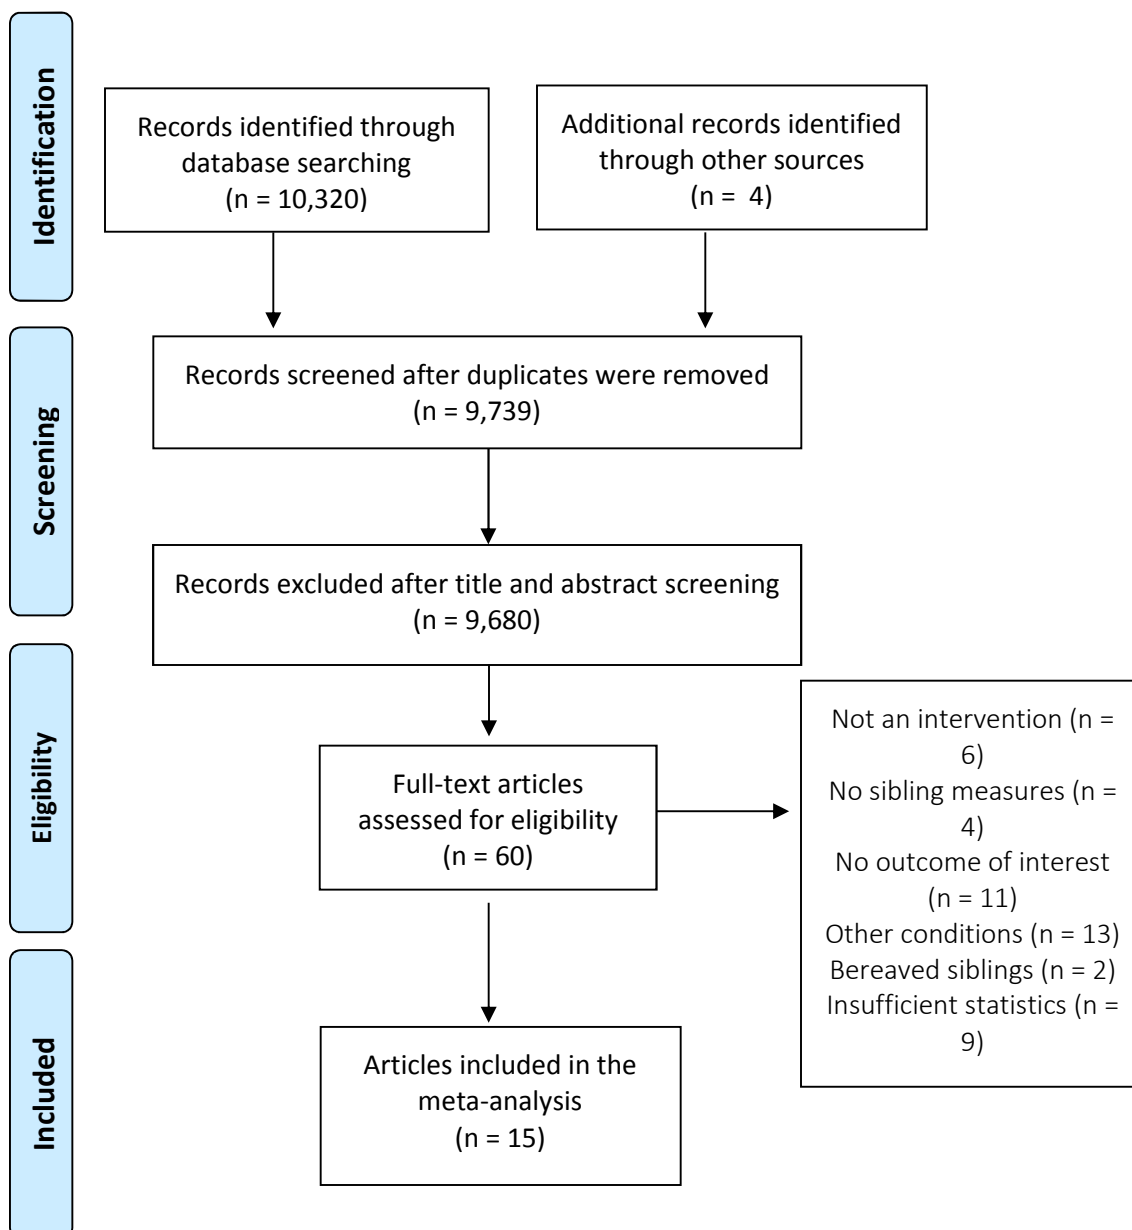 Identification
Records identified through
database searching
(n = 10,320)
Additional records identified
through other sources
(n = 4)
Screening
Records screened after duplicates were removed
(n = 9,739)
Records excluded after title and abstract screening
(n = 9,680)
Eligibility
Full-text articles
assessed for eligibility
(n = 60)
Not an intervention (n =
6)
No sibling measures (n =
4)
No outcome of interest
(n = 11)
Other conditions (n = 13)
Bereaved siblings (n = 2)
Insufficient statistics (n =
9)
Included
Articles included in the
meta-analysis
(n = 15)